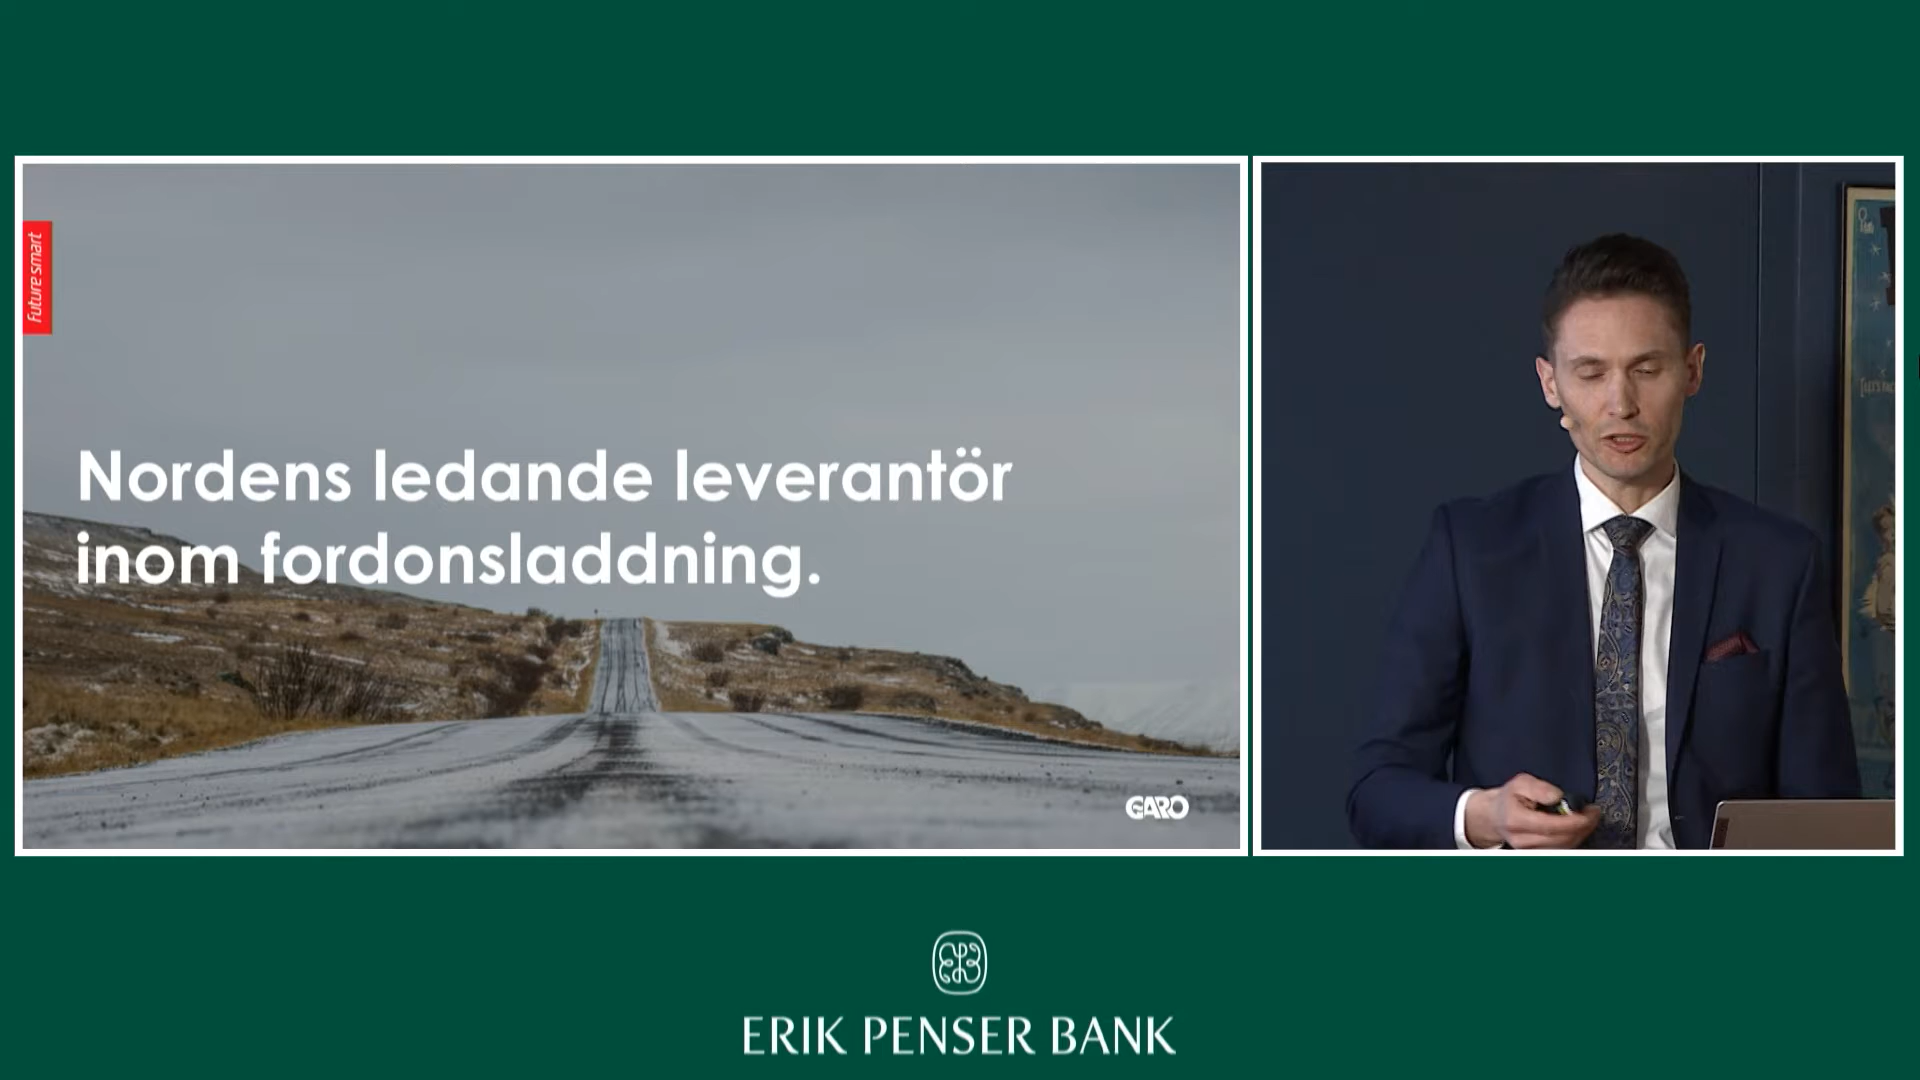 Future smart
Nordens ledande leverantör
inom fordonsladdning.
GARO
ERIK PENSER BANK